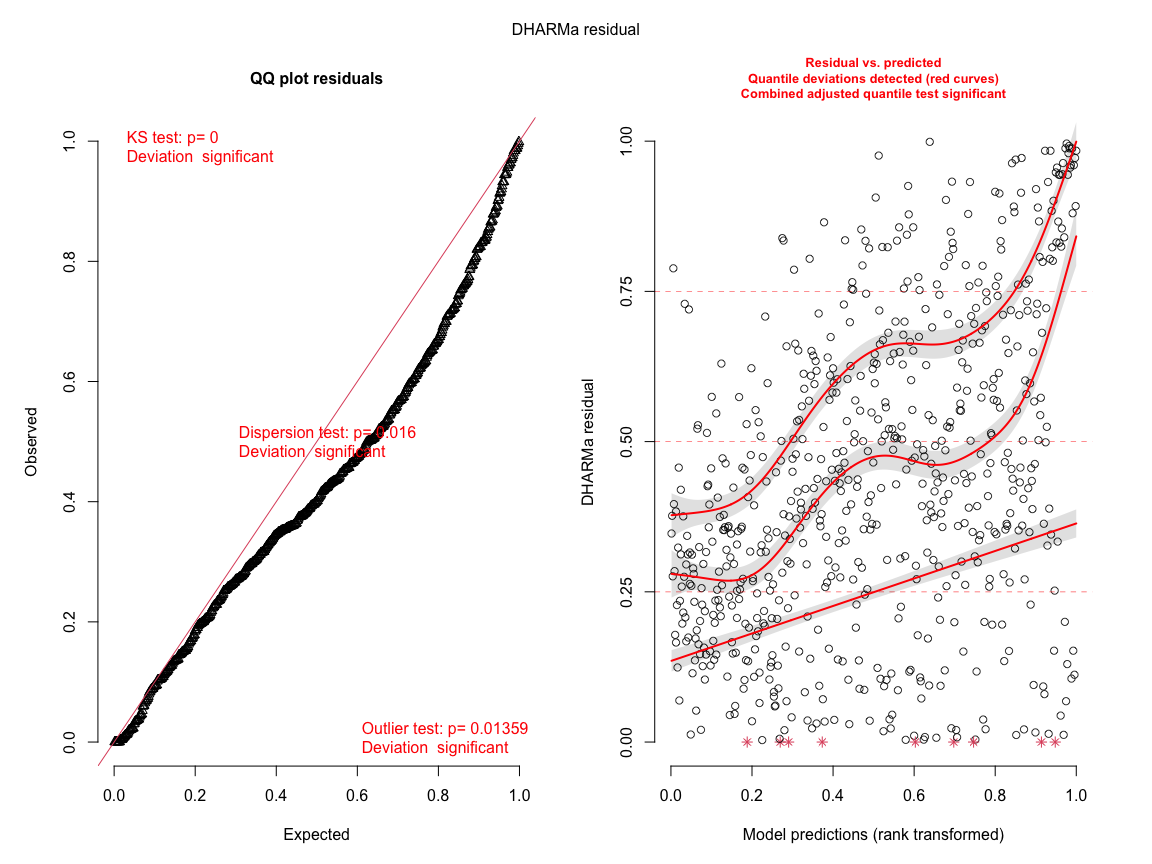 DHARMa residual
QQ plot residuals
KS test: p= 0
Deviation  significant
Dispersion test: p= 0.016
Deviation  significant
Outlier test: p= 0.01359
Deviation  significant
Observed
0.0 0.2 0.4 0.6 0.8 1.0
0.0 0.2 0.4 0.6 0.8 1.0
Expected
Residual vs. predicted
Quantile deviations detected (red curves)
Combined adjusted quantile test significant
DHARMa residual
0.00 0.25 0.50 0.75 1.00
0.0 0.2 0.4 0.6 0.8 1.0
Model predictions (rank transformed)